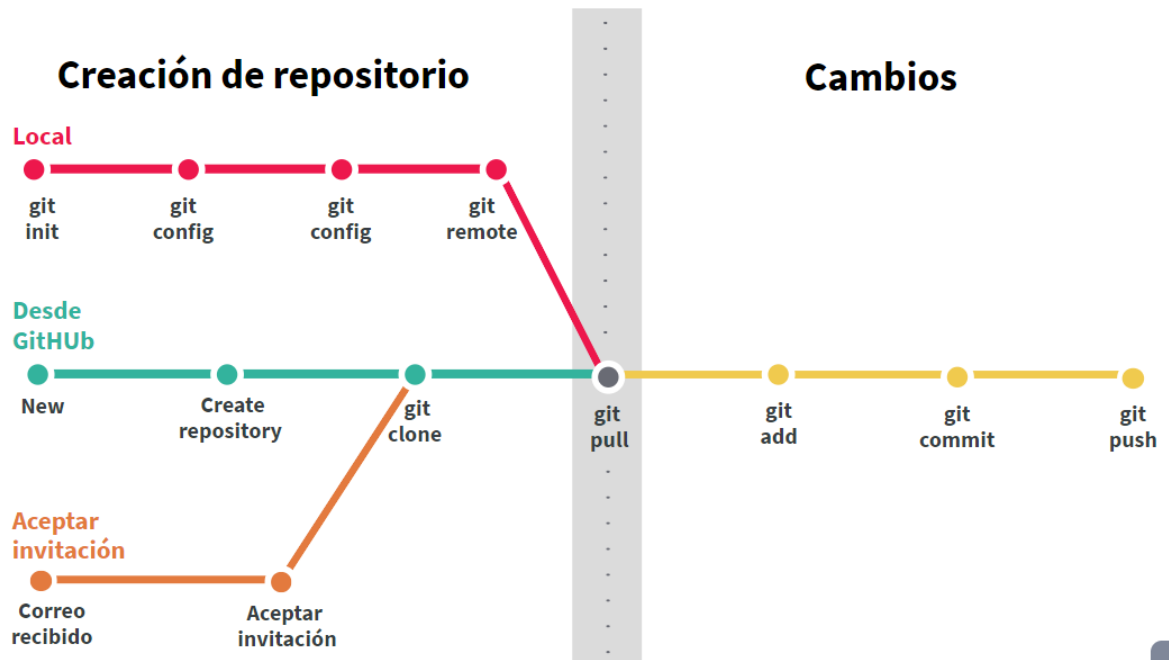 Creación de repositorio
Cambios
Local
git
init
git
config
git
config
git
remote
Desde
GitHUb
New
Create
repository
git
clone
git
pull
git
add
git
commit
git
push
Aceptar
invitación
Correo
recibido
Aceptar
invitación